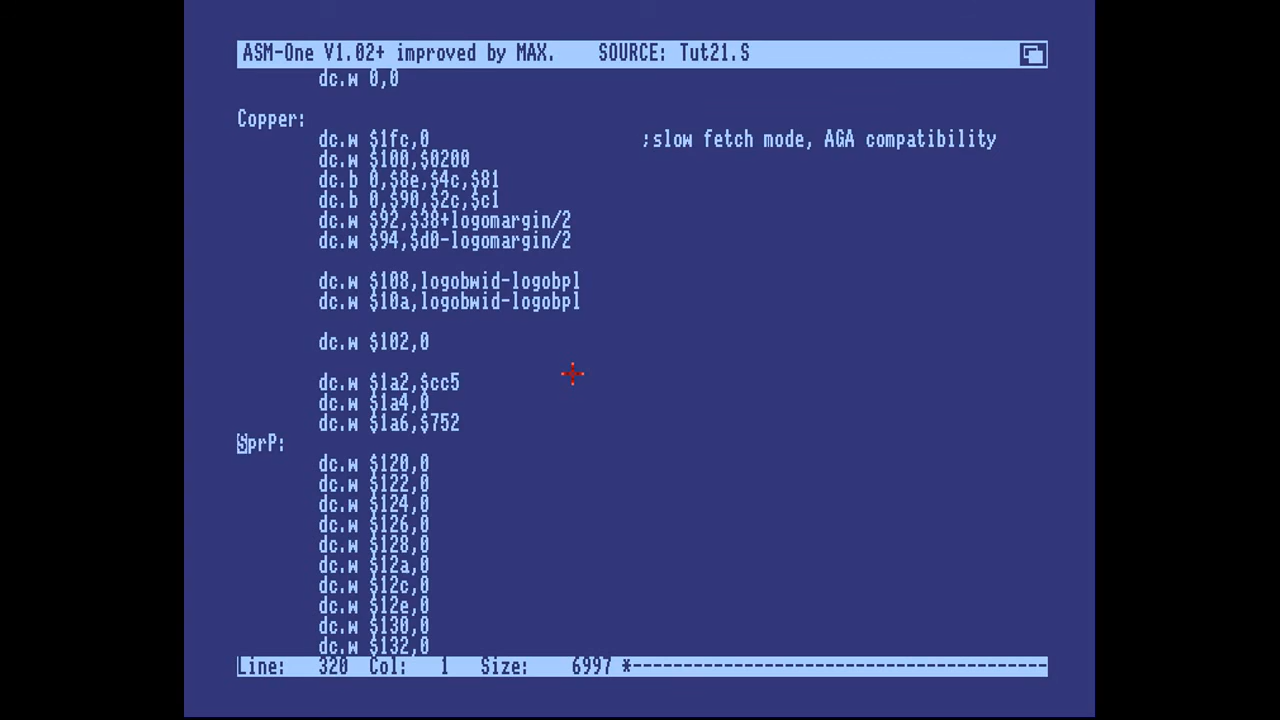 ASM-One V1.02+ improved by MAX. SOURCE: Tut21.S
dc.w 0,0
Copper:
dc.w $1fc,0 ;slow fetch mode, AGA compatibility
dc.w $100,$0200
dc.b 0,$8e,$4c,$81
dc.b 0,$90,$2c,$c1
dc.w $92,$38+logomargin/2
dc.w $94,$d0-logomargin/2
dc.w $108,logobwid-logobpl
dc.w $10a,logobwid-logobpl
dc.w $102,0
dc.w $1a2,$cc5
dc.w $1a4,0
dc.w $1a6,$752
SprP:
dc.w $120,0
dc.w $122,0
dc.w $124,0
dc.w $126,0
dc.w $128,0
dc.w $12a,0
dc.w $12c,0
dc.w $12e,0
dc.w $130,0
dc.w $132,0
Line: 320 Col: 1 Size: 6997 *-----------------------------------------